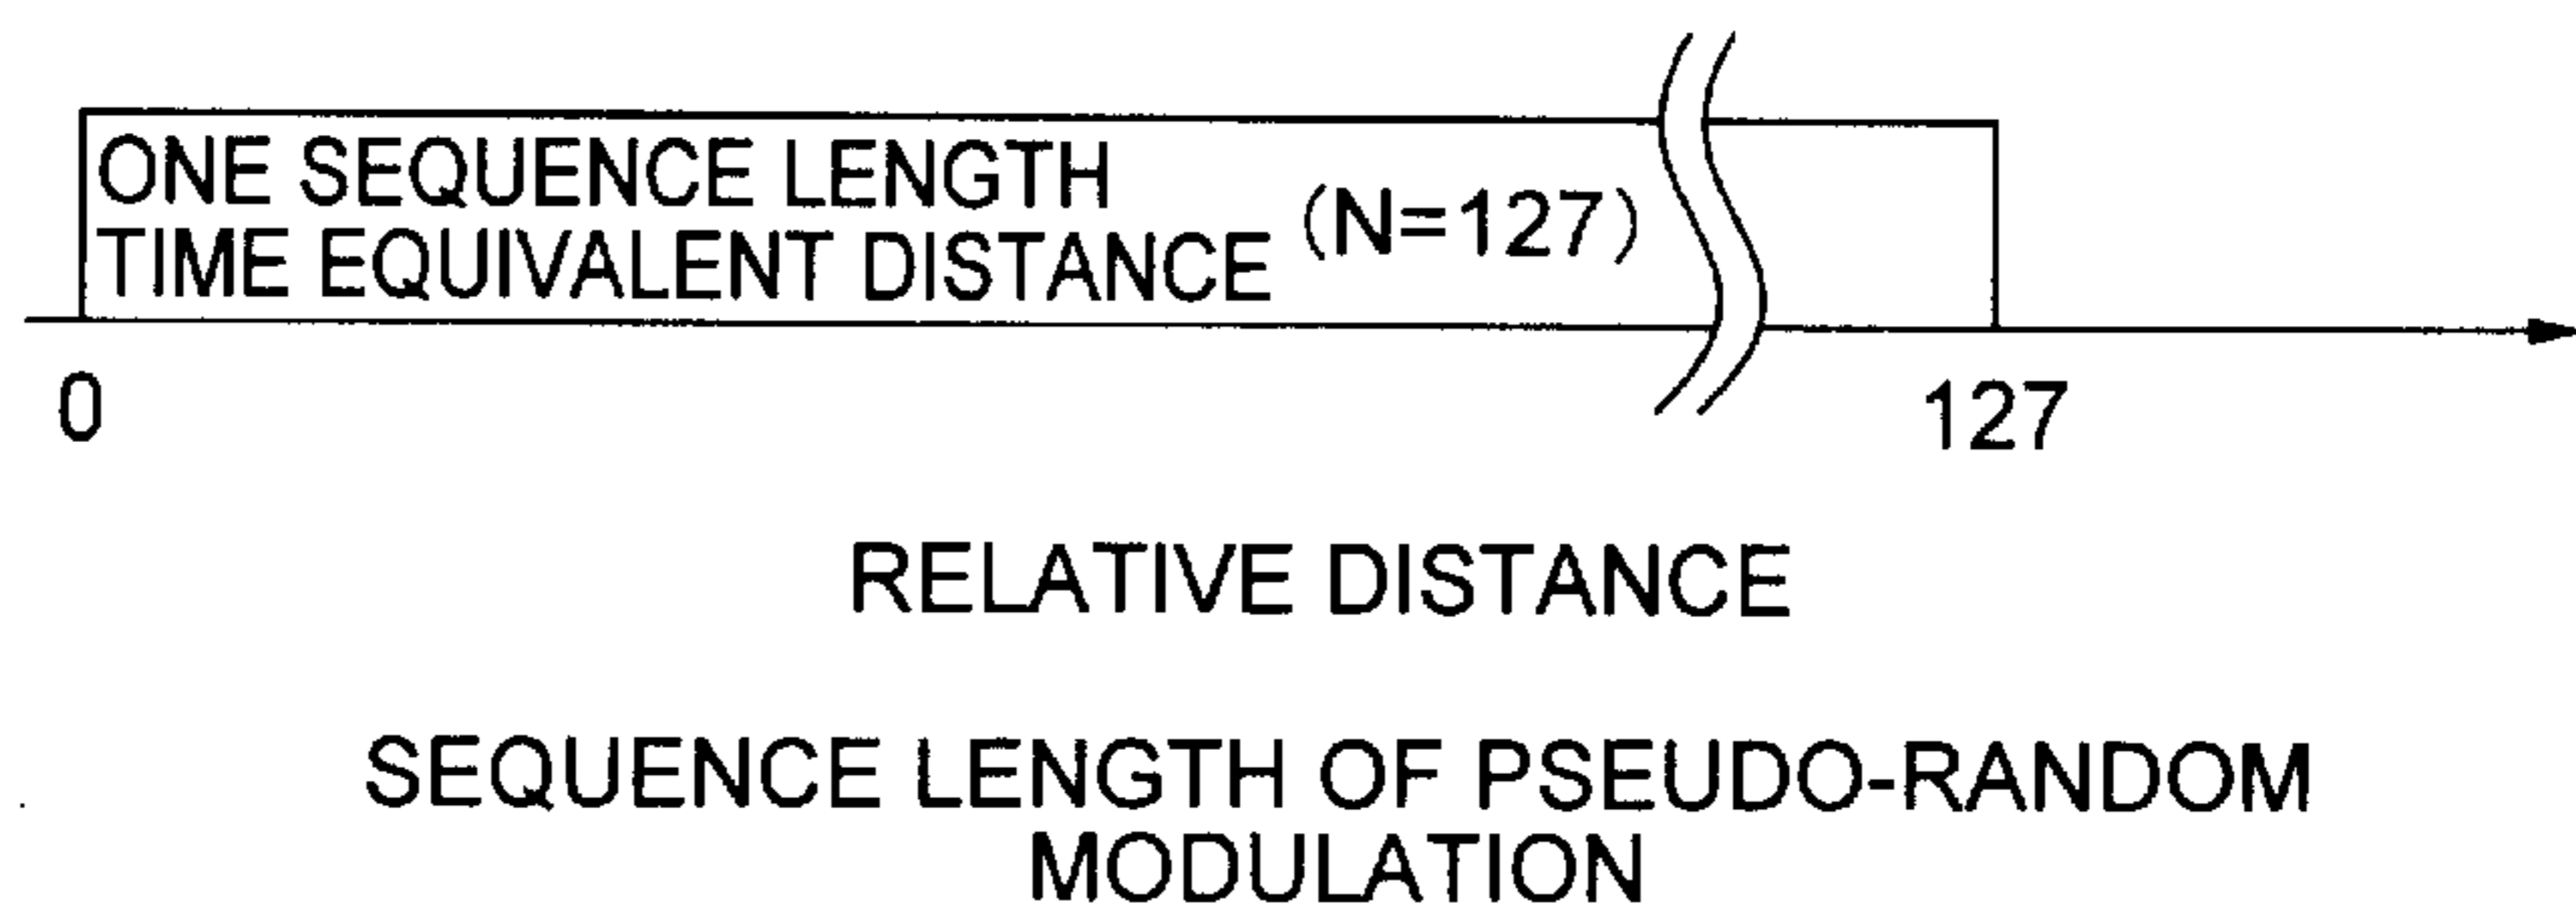 ONE SEQUENCE LENGTH
TIME EQUIVALENT DISTANCE (N=127)
0 127
RELATIVE DISTANCE
SEQUENCE LENGTH OF PSEUDO-RANDOM
MODULATION